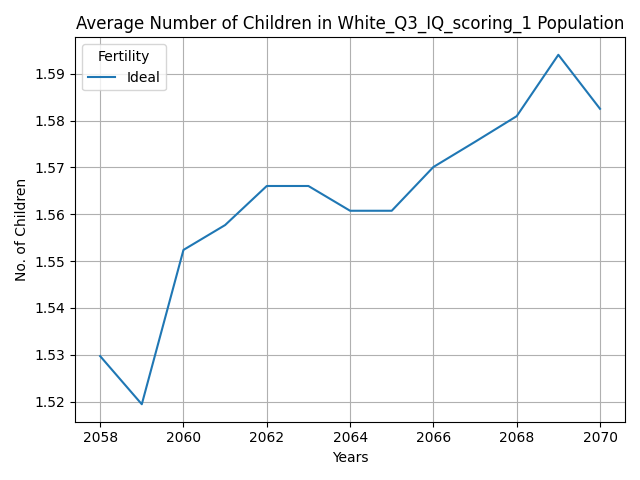 Average Number of Children in White_Q3_IQ_scoring_1 Population
Fertility
Ideal
No. of Children
1.59
1.58
1.57
1.56
1.55
1.54
1.53
1.52
2058 2060 2062 2064 2066 2068 2070
Years